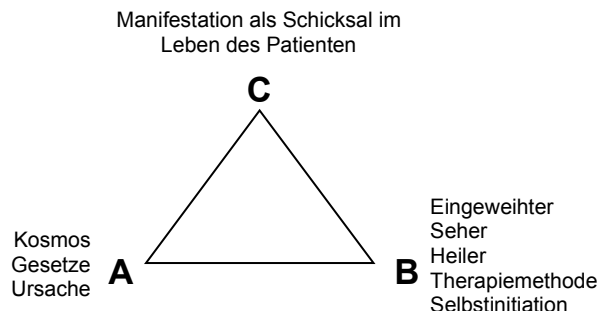 Manifestation als Schicksal im
Leben des Patienten
C
Kosmos
Gesetze
Ursache
A
B
Eingeweihter
Seher
Heiler
Therapiemethode
Selbstinitiation